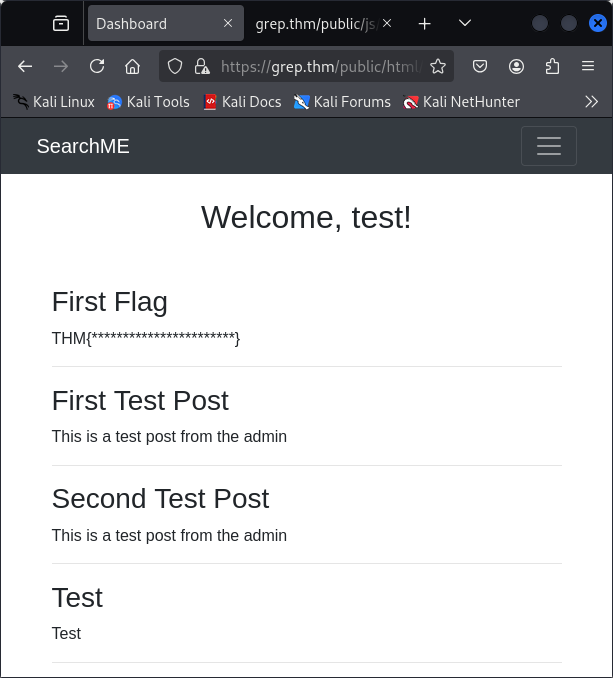 Dashboard
grep.thm/public/js
https://grep.thm/public/html/
Kali Linux
Kali Tools
Kali Docs
Kali Forums
Kali NetHunter
SearchME
Welcome, test!
First Flag
THM{***********************}
First Test Post
This is a test post from the admin
Second Test Post
This is a test post from the admin
Test
Test